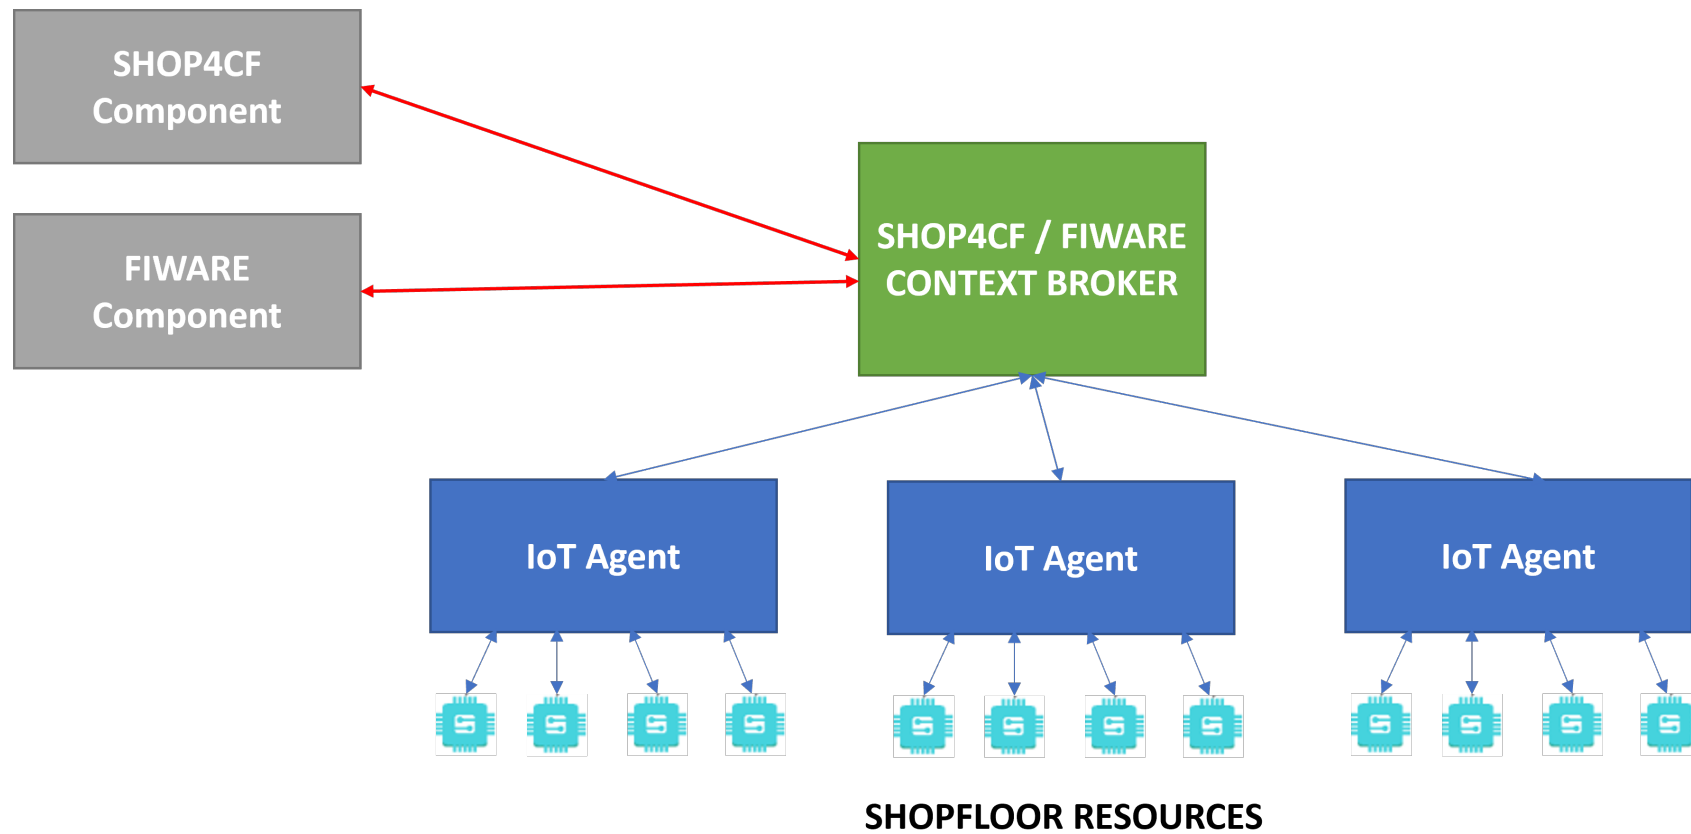 SHOP4CF
Component
FIWARE
Component
SHOP4CF / FIWARE
CONTEXT BROKER
IoT Agent
IoT Agent
IoT Agent
SHOPFLOOR RESOURCES